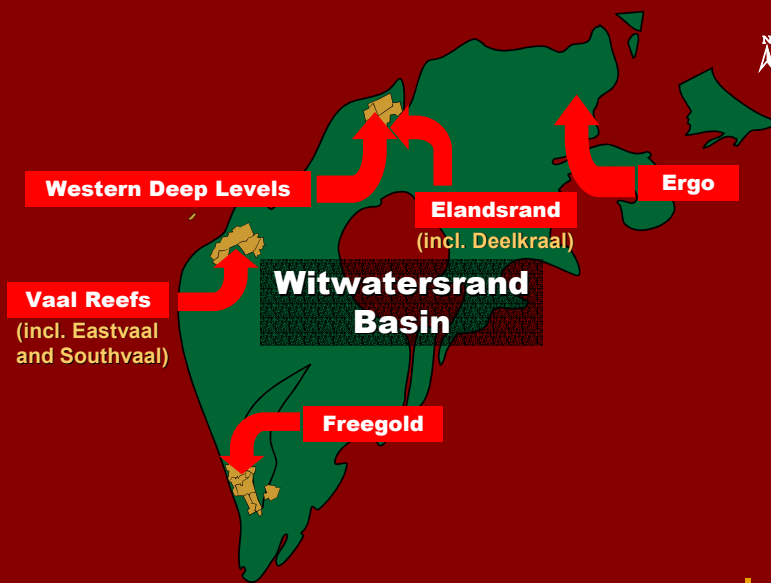 N
Western Deep Levels
Ergo
Elandsrand
(incl. Deelkraal)
Witwatersrand
Basin
Vaal Reefs
(incl. Eastvaal
and Southvaal)
Freegold